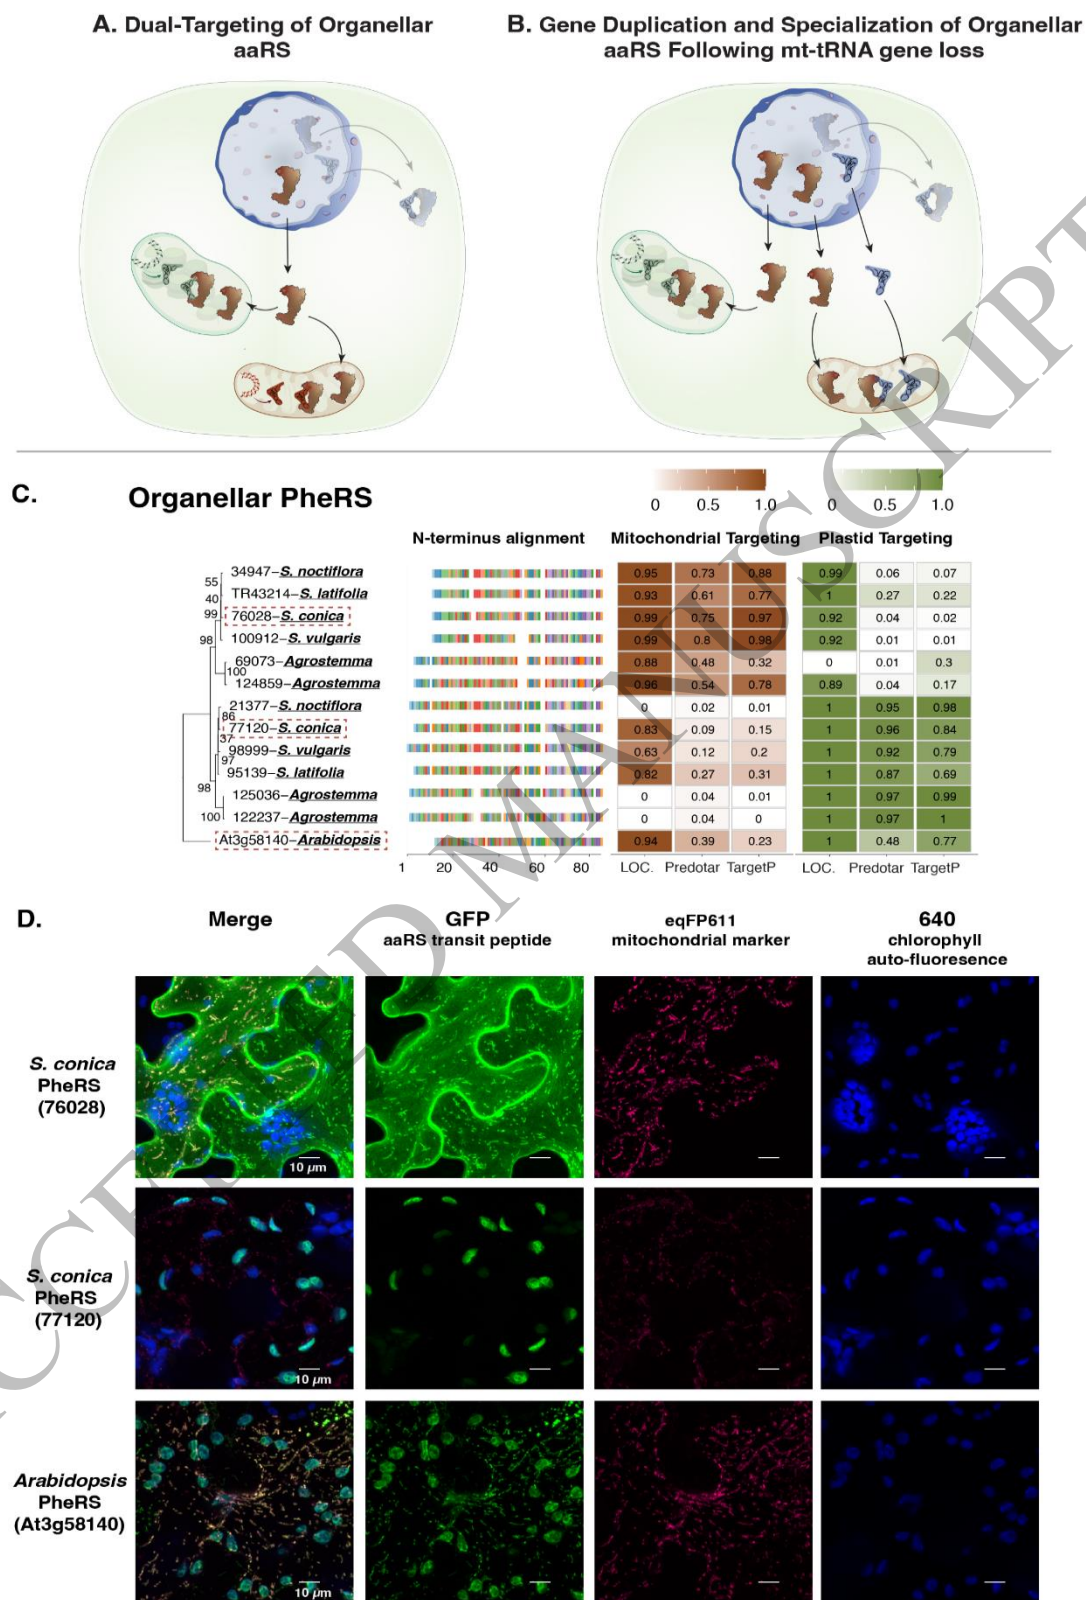 A. Dual-Targeting of Organellar
aaRS
B. Gene Duplication and Specialization of Organellar
aaRS Following mt-tRNA gene loss
C.
Organellar PheRS
0 0.5 1.0
0 0.5 1.0
N-terminus alignment Mitochondrial Targeting Plastid Targeting
34947–S. noctiflora 0.95 0.73 0.88 0.99 0.06 0.07
55
TR43214–S. latifolia 0.93 0.61 0.77 1 0.27 0.22
40
76028–S. conica 0.99 0.75 0.97 0.92 0.04 0.02
99
100912–S. vulgaris 0.99 0.8 0.98 0.92 0.01 0.01
98
69073–Agrostemma 0.88 0.48 0.32 0 0.01 0.3
100
124859–Agrostemma 0.96 0.54 0.78 0.89 0.04 0.17
21377–S. noctiflora 0 0.02 0.01 1 0.95 0.98
86
77120–S. conica 0.83 0.09 0.15 1 0.96 0.84
37
98999–S. vulgaris 0.63 0.12 0.2 1 0.92 0.79
97
95139–S. latifolia 0.82 0.27 0.31 1 0.87 0.69
98
125036–Agrostemma 0 0.04 0.01 1 0.97 0.99
100
122237–Agrostemma 0 0.04 0 1 0.97 1
At3g58140–Arabidopsis 0.94 0.39 0.23 1 0.48 0.77
1 20 40 60 80 LOC. Predotar TargetP LOC. Predotar TargetP
D.
Merge
GFP
aaRS transit peptide
eqFP611
mitochondrial marker
640
chlorophyll
auto-fluoresence
S. conica
PheRS
(76028)
10 µm
S. conica
PheRS
(77120)
10 µm
Arabidopsis
PheRS
(At3g58140)
10 µm
ACCEPTED MANUSCRIPT